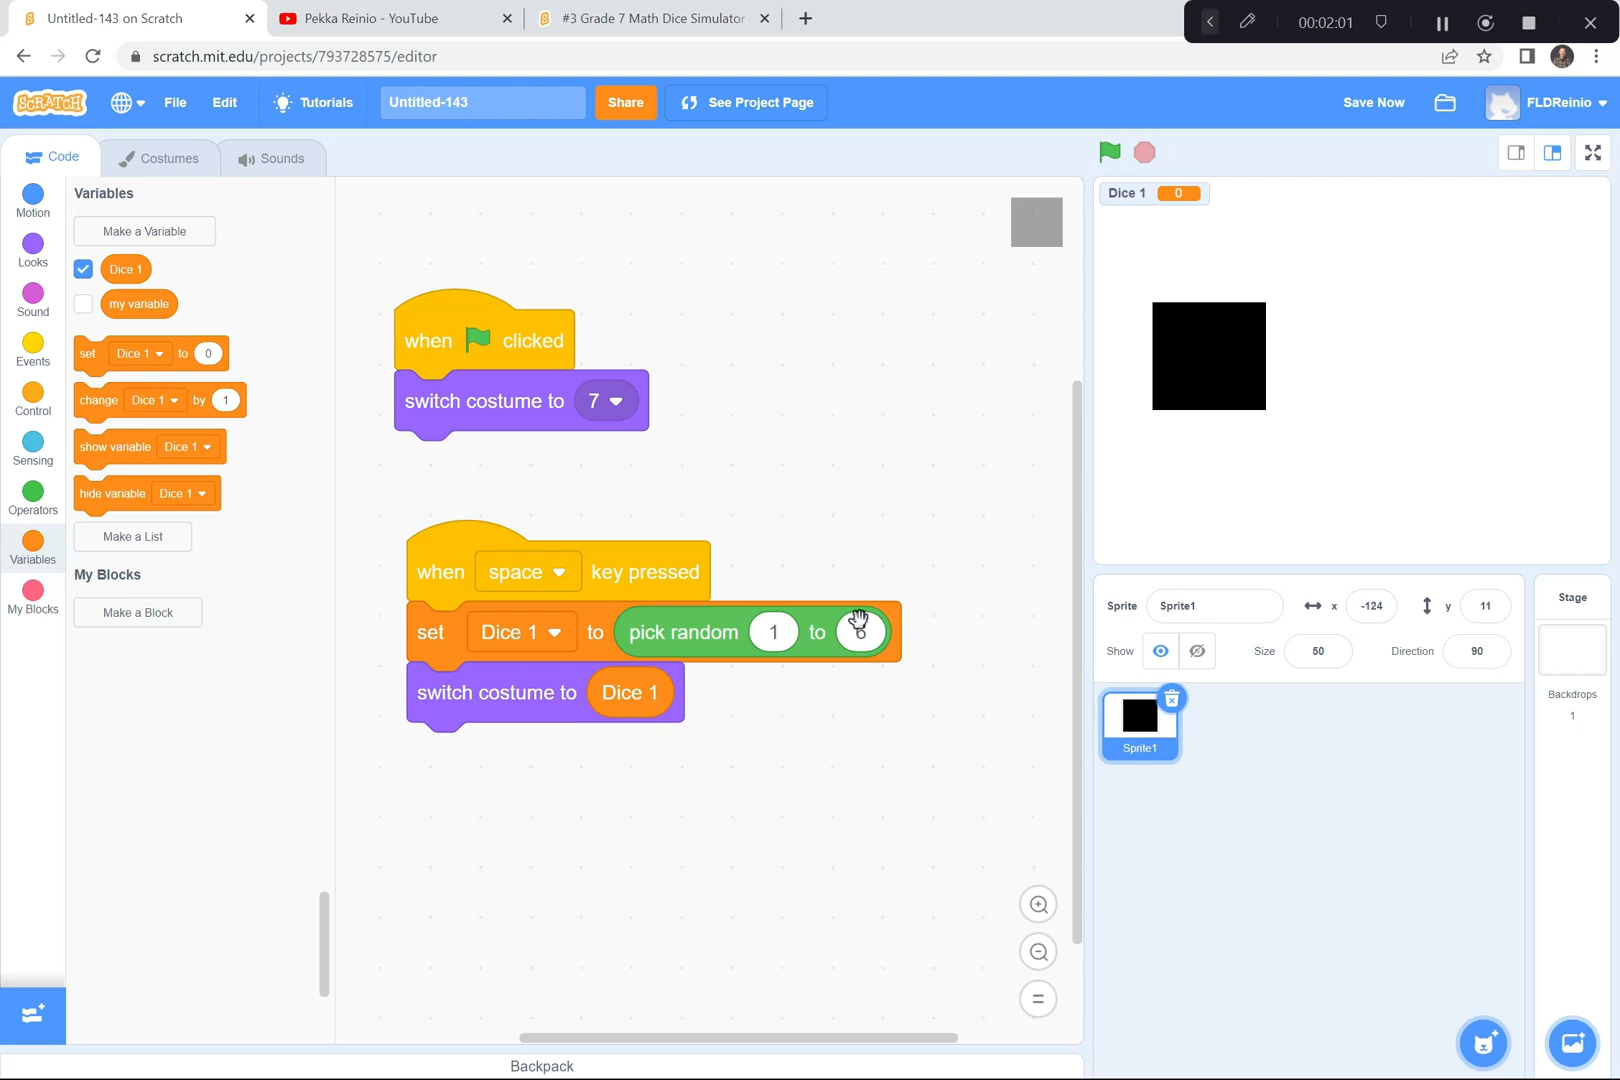 Untitled-143 on Scratch
Pekka Reinio - YouTube
#3 Grade 7 Math Dice Simulator
00:02:01
scratch.mit.edu/projects/793728575/editor
SCRATCH
File
Edit
Tutorials
Untitled-143
Share
See Project Page
Save Now
FLDReinio
Code
Costumes
Sounds
Motion
Looks
Sound
Events
Control
Sensing
Operators
Variables
My Blocks
Variables
Make a Variable
Dice 1
my variable
set Dice 1 to 0
change Dice 1 by 1
show variable Dice 1
hide variable Dice 1
Make a List
My Blocks
Make a Block
when clicked
switch costume to 7
when space key pressed
set Dice 1 to pick random 1 to 6
switch costume to Dice 1
Backpack
Dice 1 0
Sprite Sprite1 x -124 y 11
Show Size 50 Direction 90
Sprite1
Stage
Backdrops
1